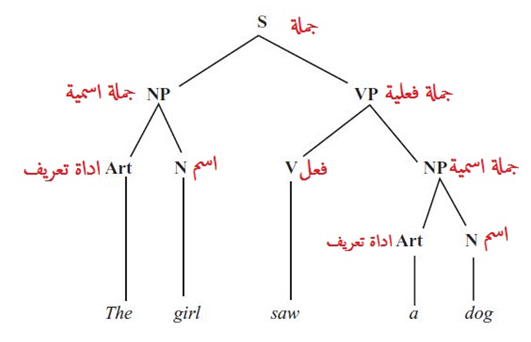 S جملة
جملة اسمية NP VP جملة فعلية
اداة تعريف Art N اسم V فعل NP جملة اسمية
اداة تعريف Art N اسم
The girl saw a dog